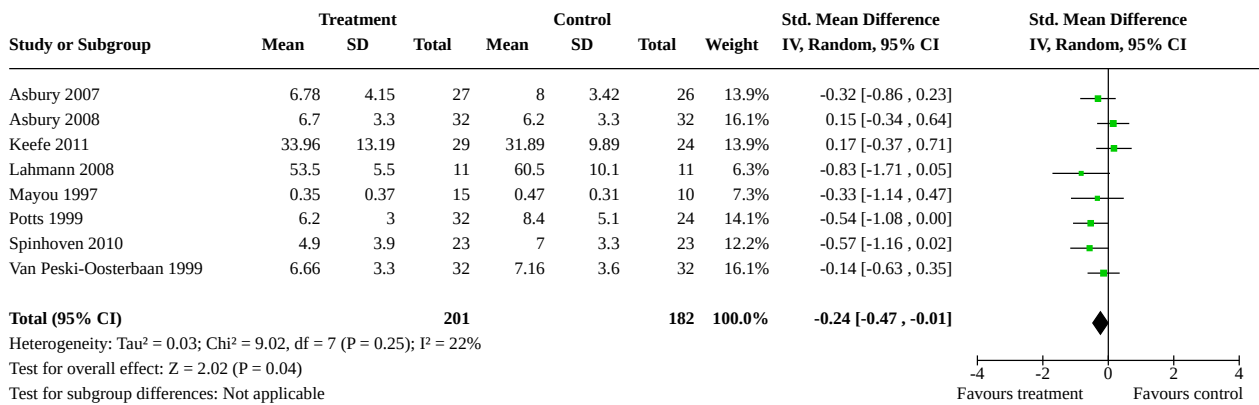 Treatment Control Std. Mean Difference Std. Mean Difference
Study or Subgroup Mean SD Total Mean SD Total Weight IV, Random, 95% CI IV, Random, 95% CI
Asbury 2007 6.78 4.15 27 8 3.42 26 13.9% -0.32 [-0.86 , 0.23]
Asbury 2008 6.7 3.3 32 6.2 3.3 32 16.1% 0.15 [-0.34 , 0.64]
Keefe 2011 33.96 13.19 29 31.89 9.89 24 13.9% 0.17 [-0.37 , 0.71]
Lahmann 2008 53.5 5.5 11 60.5 10.1 11 6.3% -0.83 [-1.71 , 0.05]
Mayou 1997 0.35 0.37 15 0.47 0.31 10 7.3% -0.33 [-1.14 , 0.47]
Potts 1999 6.2 3 32 8.4 5.1 24 14.1% -0.54 [-1.08 , 0.00]
Spinhoven 2010 4.9 3.9 23 7 3.3 23 12.2% -0.57 [-1.16 , 0.02]
Van Peski-Oosterbaan 1999 6.66 3.3 32 7.16 3.6 32 16.1% -0.14 [-0.63 , 0.35]
Total (95% CI) 201 182 100.0% -0.24 [-0.47 , -0.01]
Heterogeneity: Tau² = 0.03; Chi² = 9.02, df = 7 (P = 0.25); I² = 22%
Test for overall effect: Z = 2.02 (P = 0.04)
-4 -2 0 2 4
Test for subgroup differences: Not applicable
Favours treatment Favours control